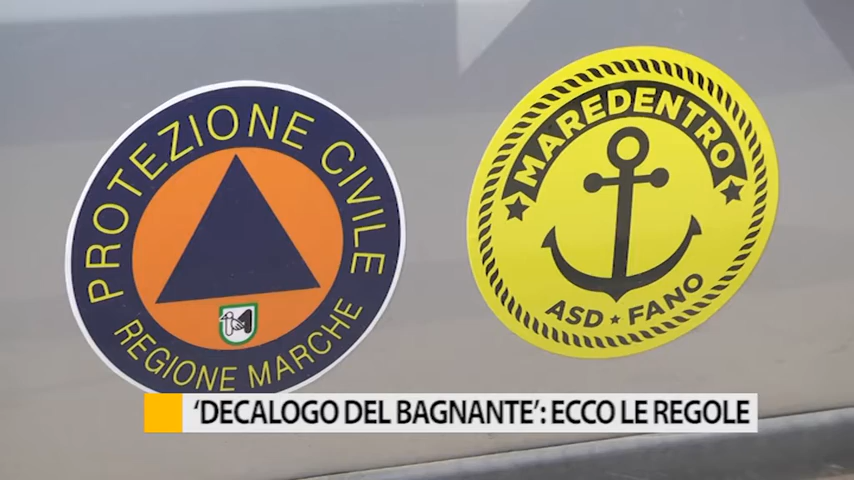 PROTEZIONE CIVILE
REGIONE MARCHE
MAREDENTRO
ASD ★ FANO
‘DECALOGO DEL BAGNANTE’: ECCO LE REGOLE